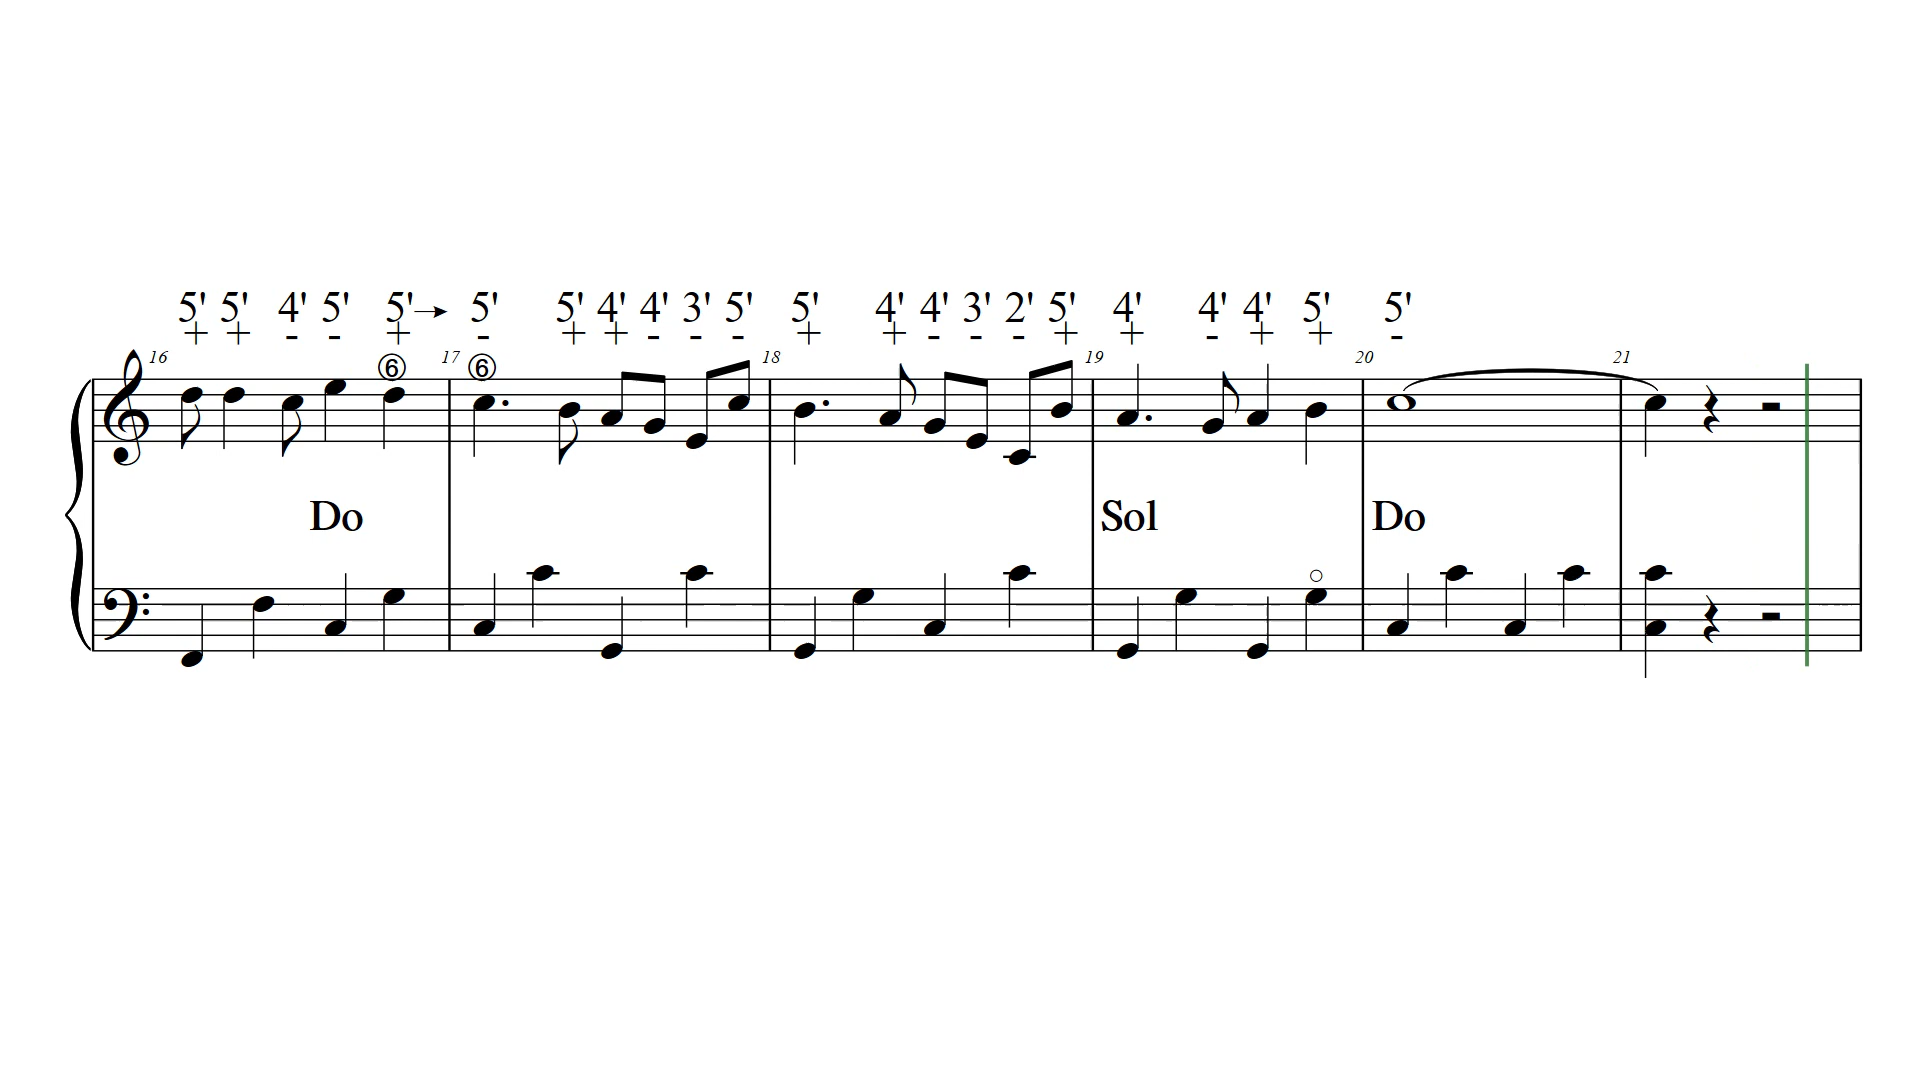 5' 5' 4' 5' 5'→ 5' 5' 4' 4' 3' 5' 5' 4' 4' 3' 2' 5' 4' 4' 4' 5' 5'
+ + - - + - + + - - - + + - - - + + - + + -
16 ⑥ 17 ⑥ 18 19 20 21
Do Sol Do